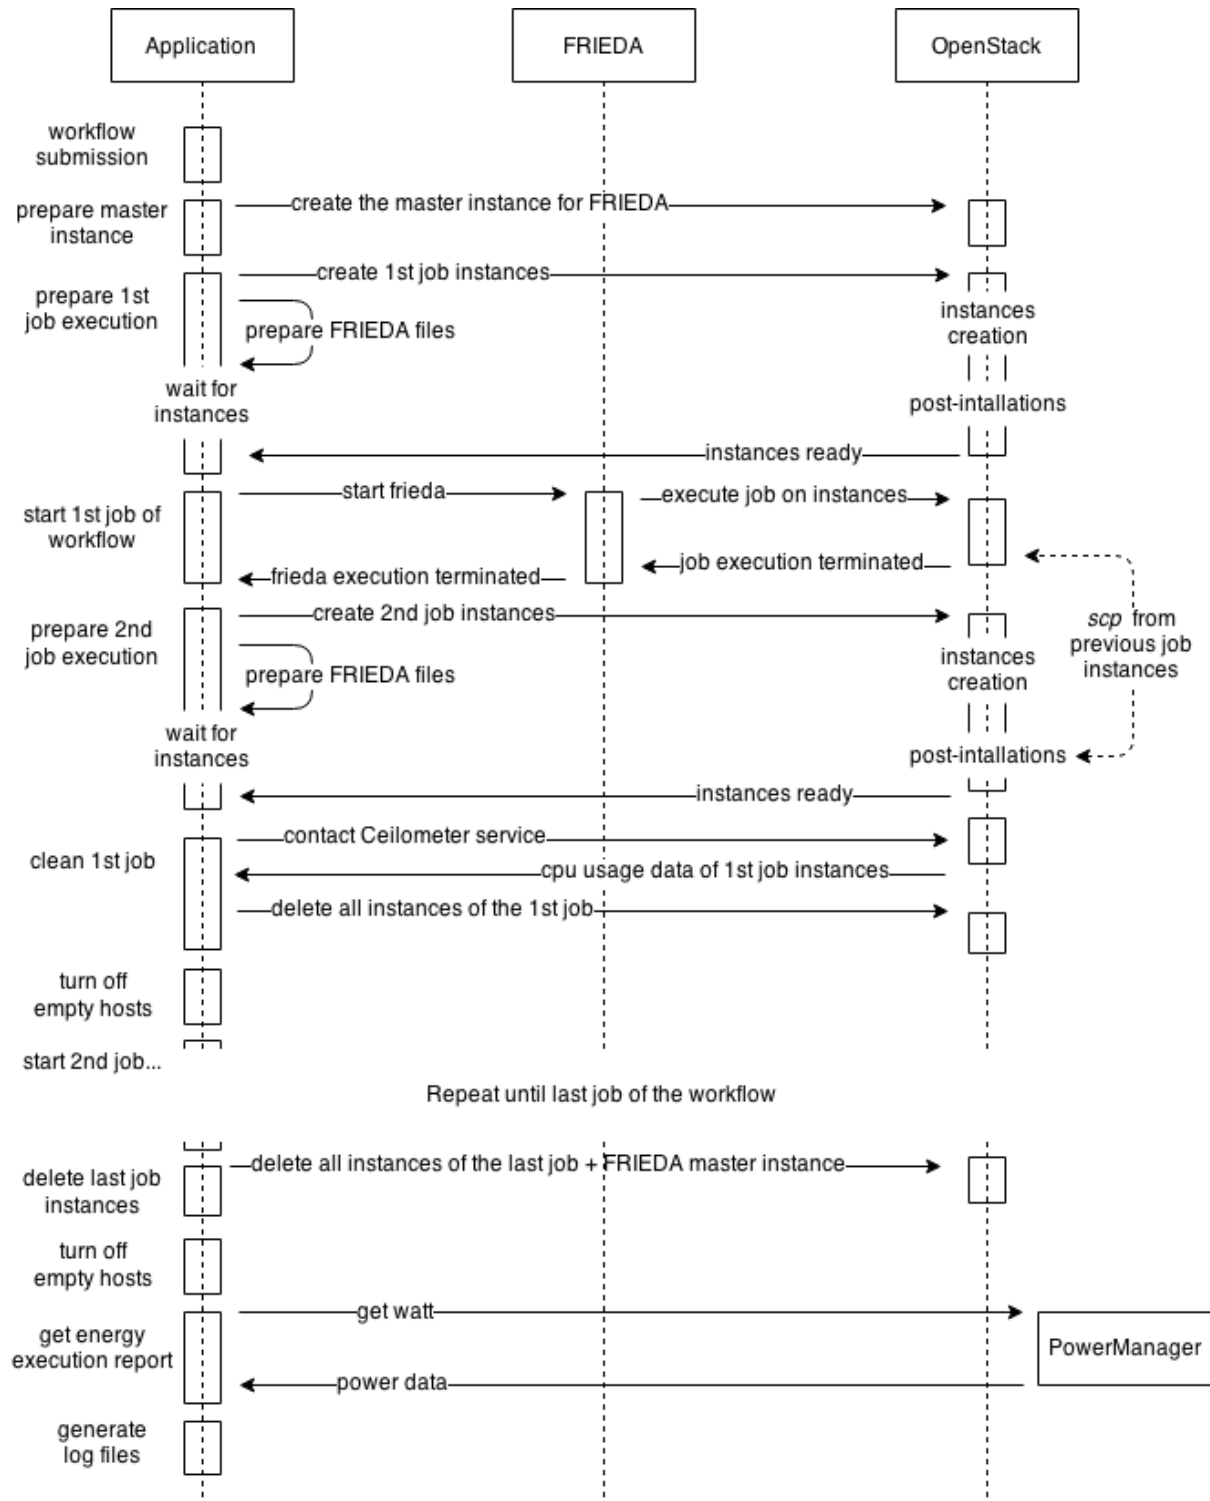 Application
FRIEDA
OpenStack
workflow
submission
prepare master
instance
create the master instance for FRIEDA
create 1st job instances
prepare 1st
job execution
prepare FRIEDA files
instances
creation
wait for
instances
post-intallations
instances ready
start frieda
execute job on instances
start 1st job of
workflow
job execution terminated
frieda execution terminated
create 2nd job instances
prepare 2nd
job execution
prepare FRIEDA files
instances
creation
scp from
previous job
instances
wait for
instances
post-intallations
instances ready
contact Ceilometer service
clean 1st job
cpu usage data of 1st job instances
delete all instances of the 1st job
turn off
empty hosts
start 2nd job...
Repeat until last job of the workflow
delete all instances of the last job + FRIEDA master instance
delete last job
instances
turn off
empty hosts
get watt
get energy
execution report
PowerManager
power data
generate
log files